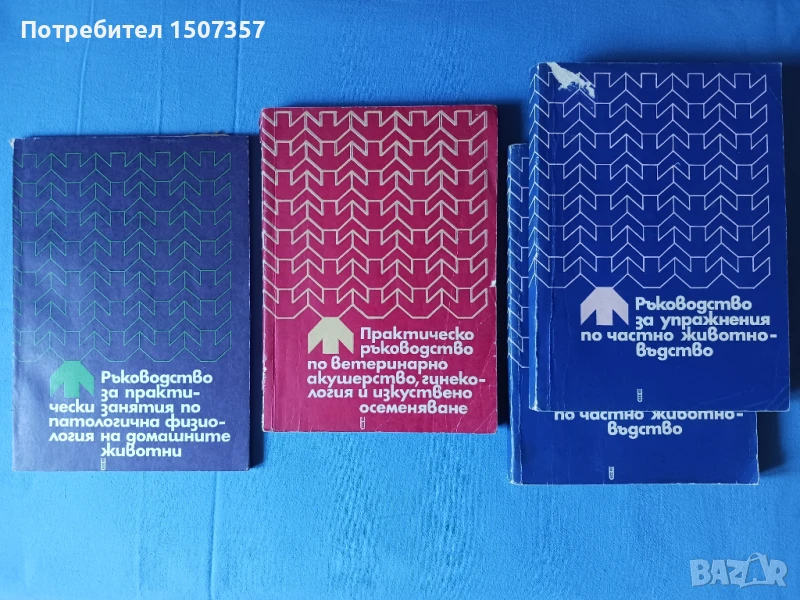 Потребител 1507357
Ръководство
за практи-
чески занятия по
патологична физио-
логия на домашните
животни
Практическо
ръководство
по ветеринарно
акушерство, гинеко-
логия и изкуствено
осеменяване
Ръководство
за упражнения
по частно животно-
въдство
по частно животно-
въдство
BAZAR